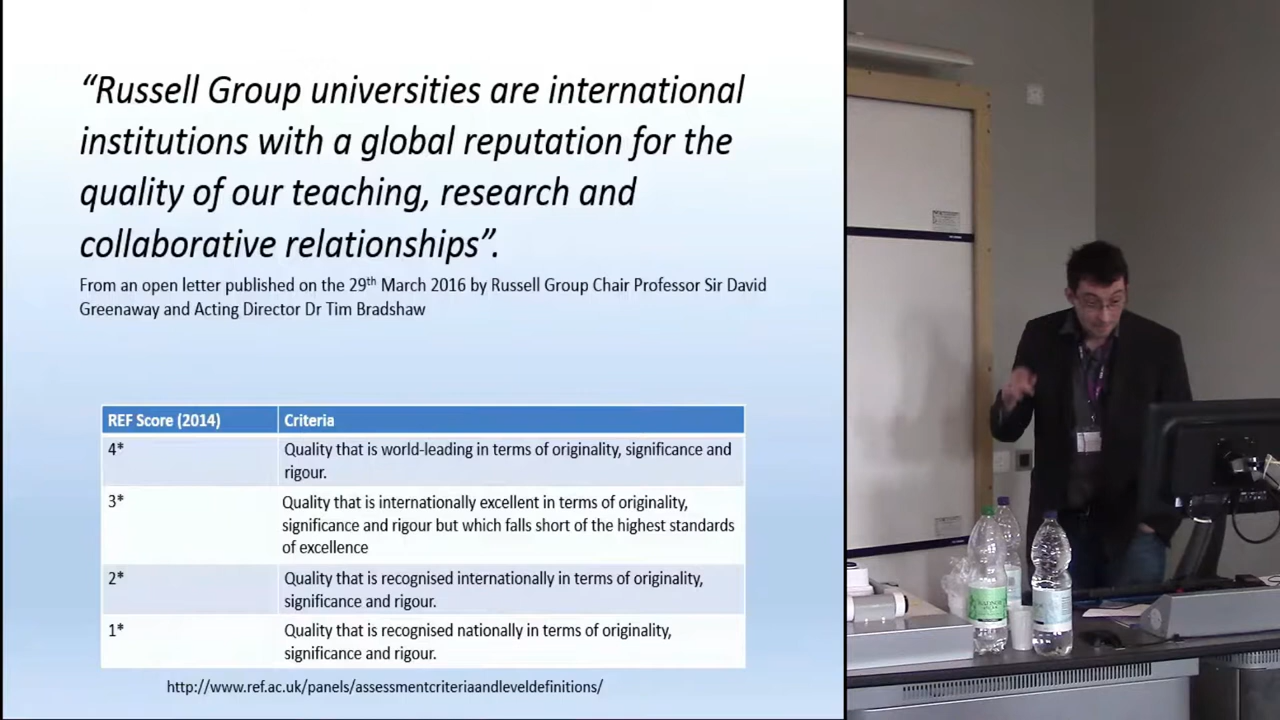 “Russell Group universities are international
institutions with a global reputation for the
quality of our teaching, research and
collaborative relationships”.
From an open letter published on the 29th March 2016 by Russell Group Chair Professor Sir David
Greenaway and Acting Director Dr Tim Bradshaw
REF Score (2014) Criteria
4* Quality that is world-leading in terms of originality, significance and
rigour.
3* Quality that is internationally excellent in terms of originality,
significance and rigour but which falls short of the highest standards
of excellence
2* Quality that is recognised internationally in terms of originality,
significance and rigour.
1* Quality that is recognised nationally in terms of originality,
significance and rigour.
http://www.ref.ac.uk/panels/assessmentcriteriaandleveldefinitions/